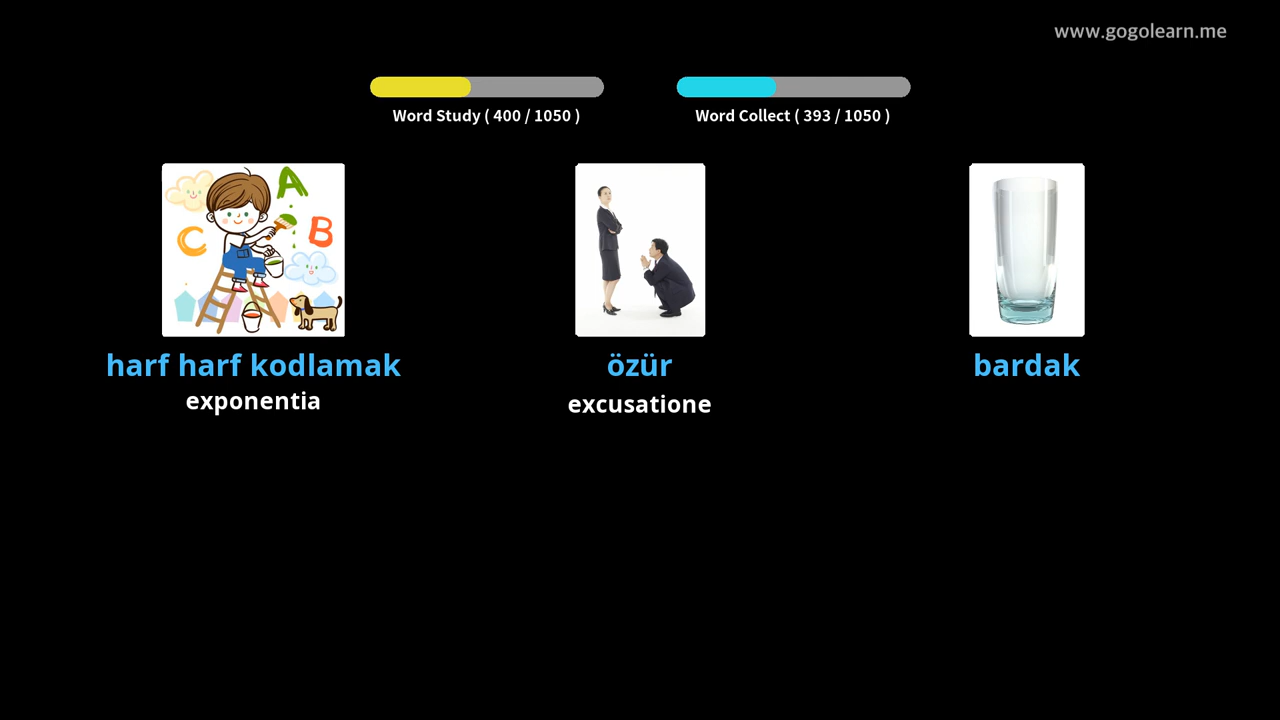 www.gogolearn.me
Word Study ( 400 / 1050 )
Word Collect ( 393 / 1050 )
A
B
C
harf harf kodlamak
özür
bardak
exponentia
excusatione